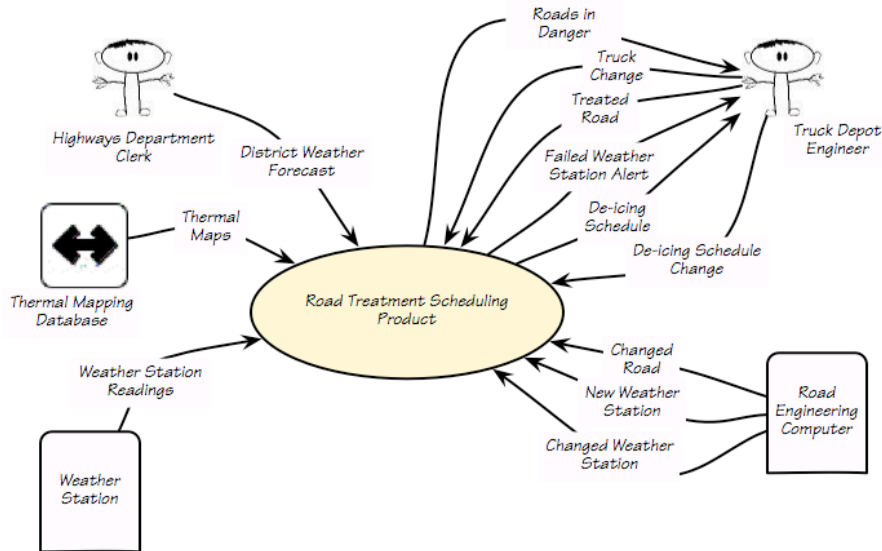 Roads in
Danger
Truck
Change
Treated
Road
Highways Department
Clerk
District Weather
Forecast
Failed Weather
Station Alert
Truck Depot
Engineer
Thermal
Maps
De-icing
Schedule
De-icing Schedule
Change
Thermal Mapping
Database
Road Treatment Scheduling
Product
Weather Station
Readings
Changed
Road
New Weather
Station
Changed Weather
Station
Road
Engineering
Computer
Weather
Station